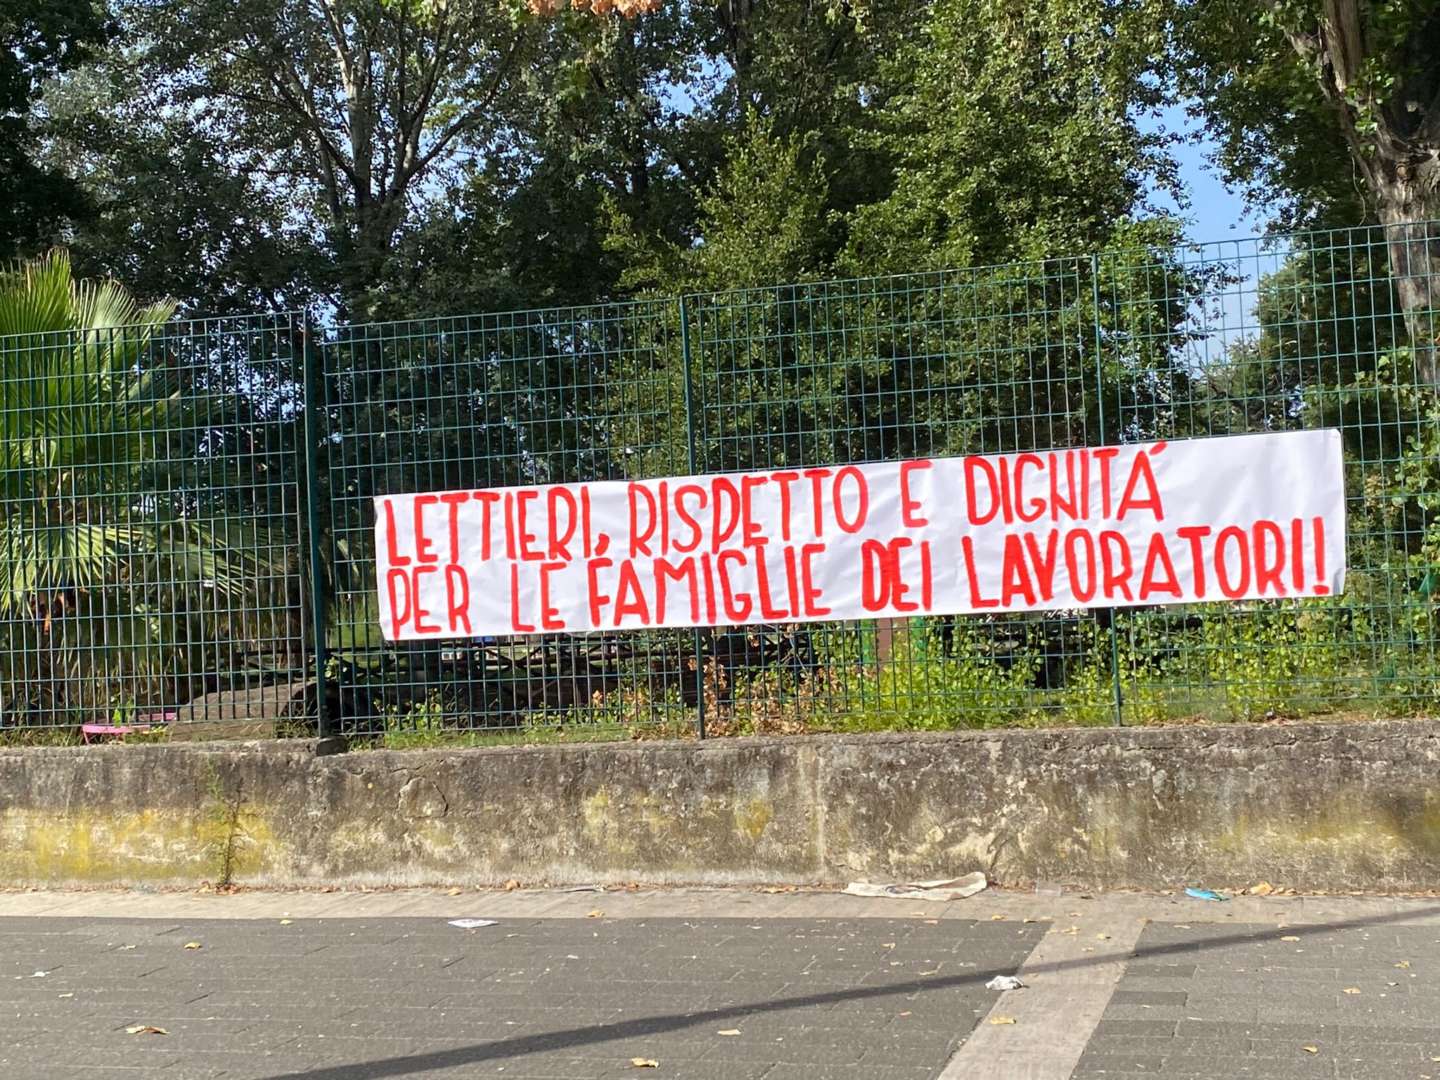 LETTIERI, RISPETTO E DIGNITÁ
PER LE FAMIGLIE DEI LAVORATORI!